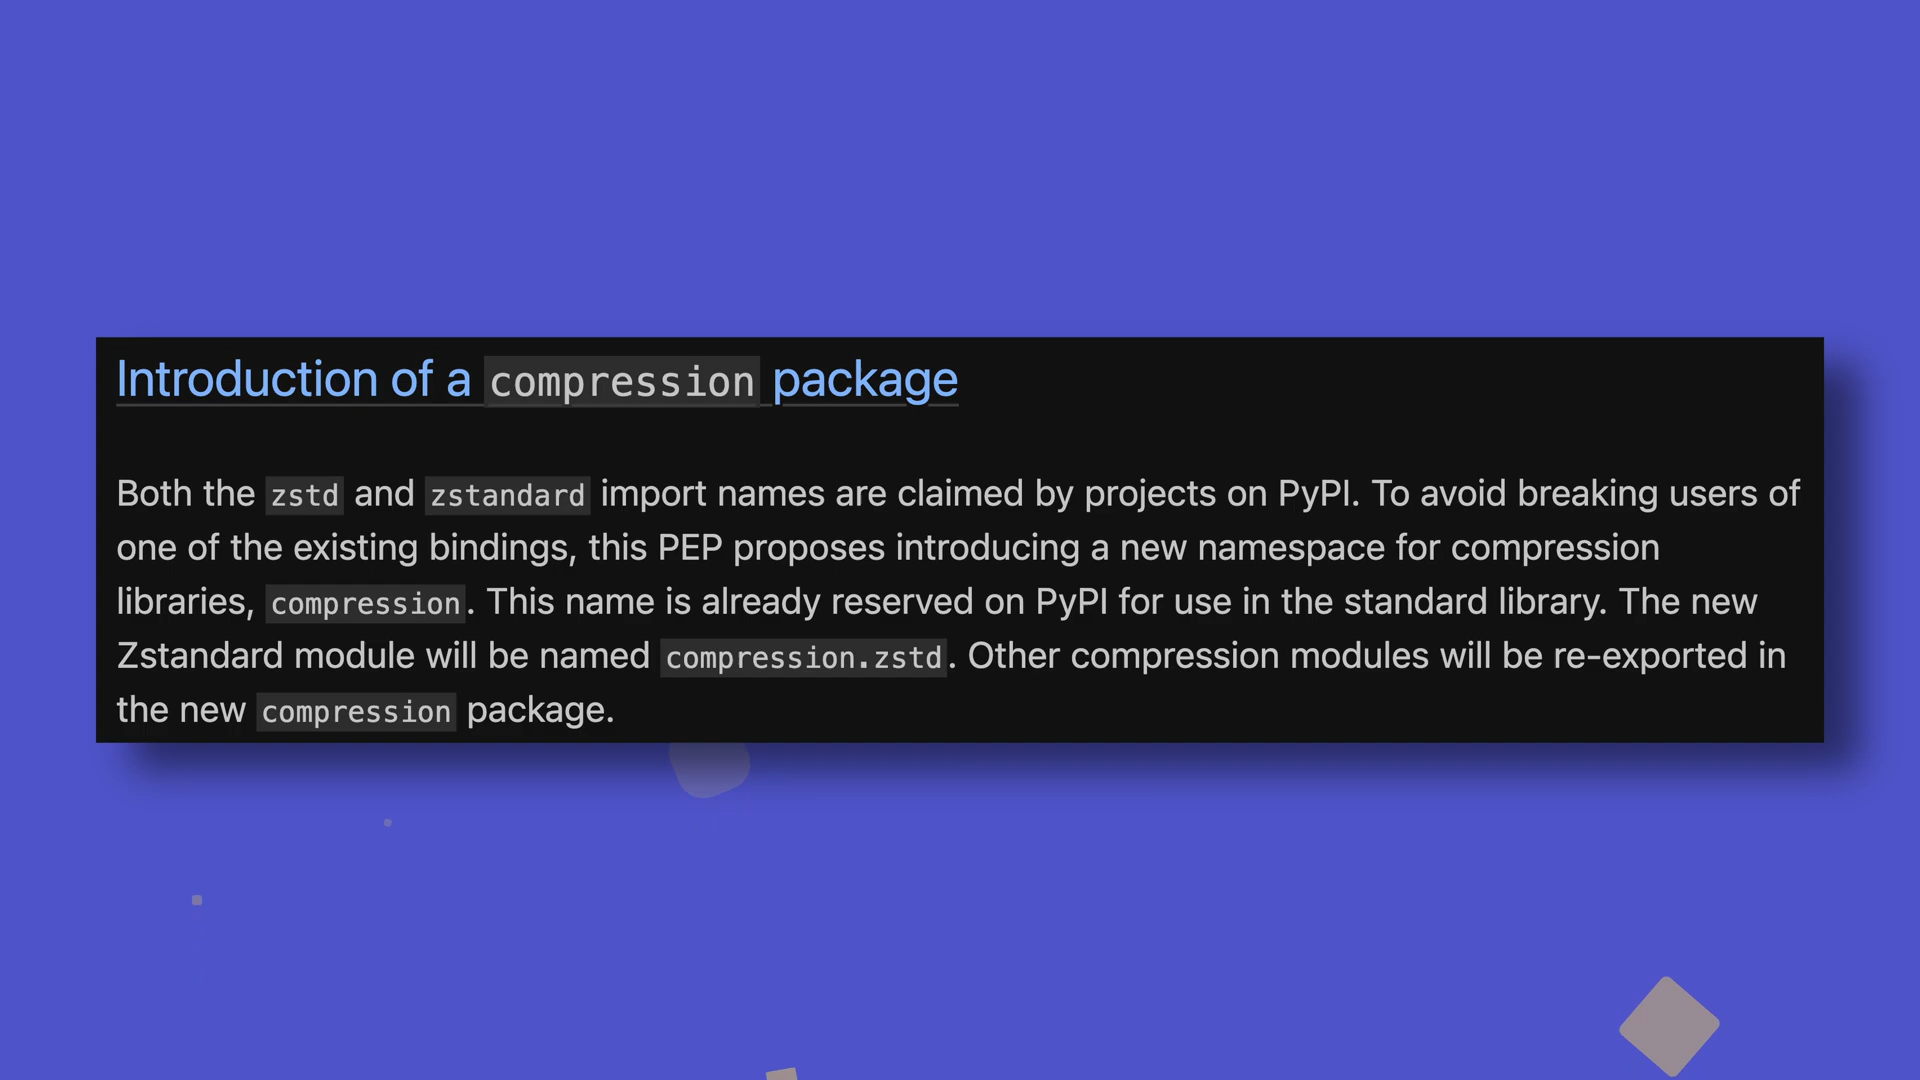 Introduction of a compression package
Both the zstd and zstandard import names are claimed by projects on PyPI. To avoid breaking users of
one of the existing bindings, this PEP proposes introducing a new namespace for compression
libraries, compression. This name is already reserved on PyPI for use in the standard library. The new
Zstandard module will be named compression.zstd. Other compression modules will be re-exported in
the new compression package.